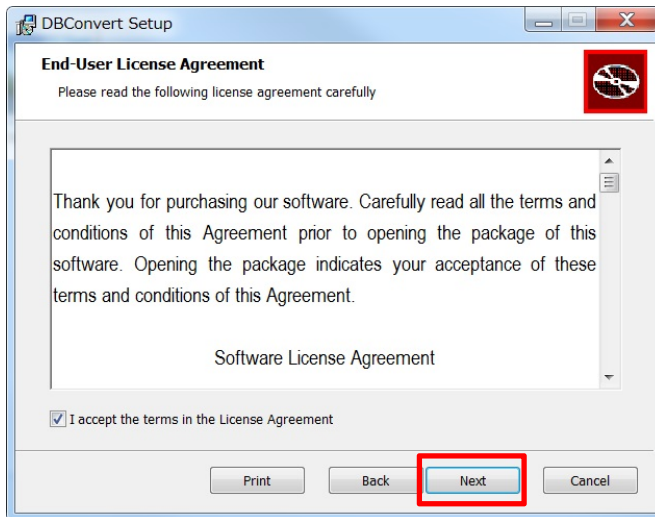 DBConvert Setup
End-User License Agreement
Please read the following license agreement carefully
Thank you for purchasing our software. Carefully read all the terms and
conditions of this Agreement prior to opening the package of this
software. Opening the package indicates your acceptance of these
terms and conditions of this Agreement.
Software License Agreement
I accept the terms in the License Agreement
Print Back Next Cancel